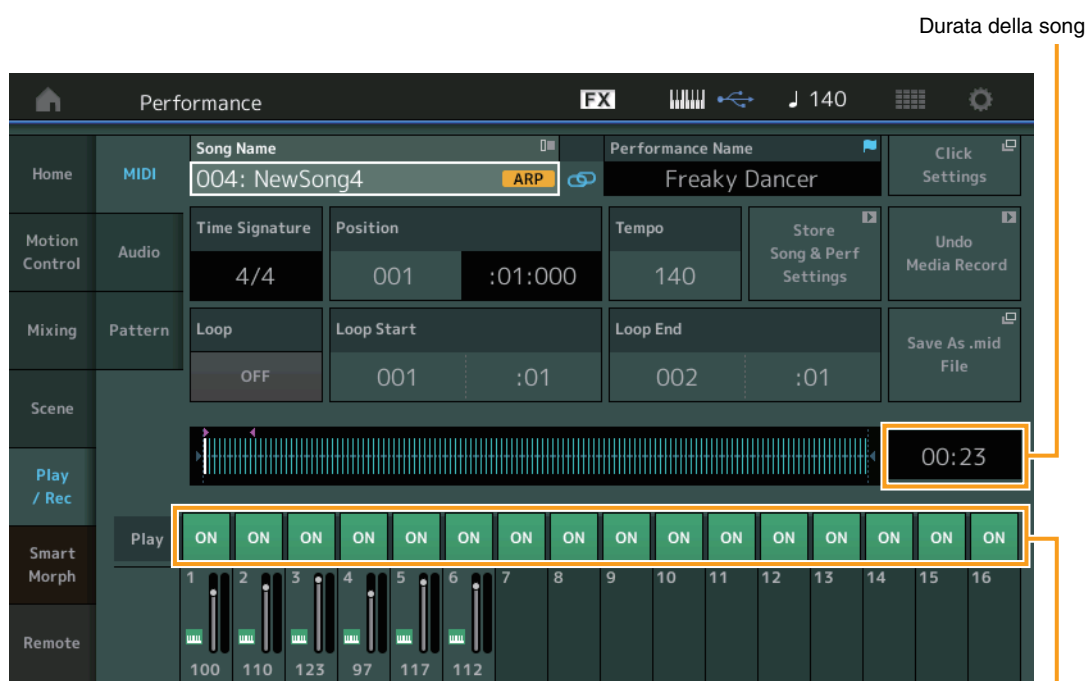 Durata della song
Performance
FX
140
Home
MIDI
Song Name
004: NewSong4
ARP
Performance Name
Freaky Dancer
Click
Settings
Motion
Control
Audio
Time Signature
4/4
Position
001
:01:000
Tempo
140
Store
Song & Perf
Settings
Undo
Media Record
Mixing
Pattern
Loop
OFF
Loop Start
001
:01
Loop End
002
:01
Save As .mid
File
Scene
Play
/ Rec
00:23
Play
ON ON ON ON ON ON ON ON ON ON ON ON ON ON ON ON
Smart
Morph
1 2 3 4 5 6 7 8 9 10 11 12 13 14 15 16
Remote
100 110 123 97 117 112